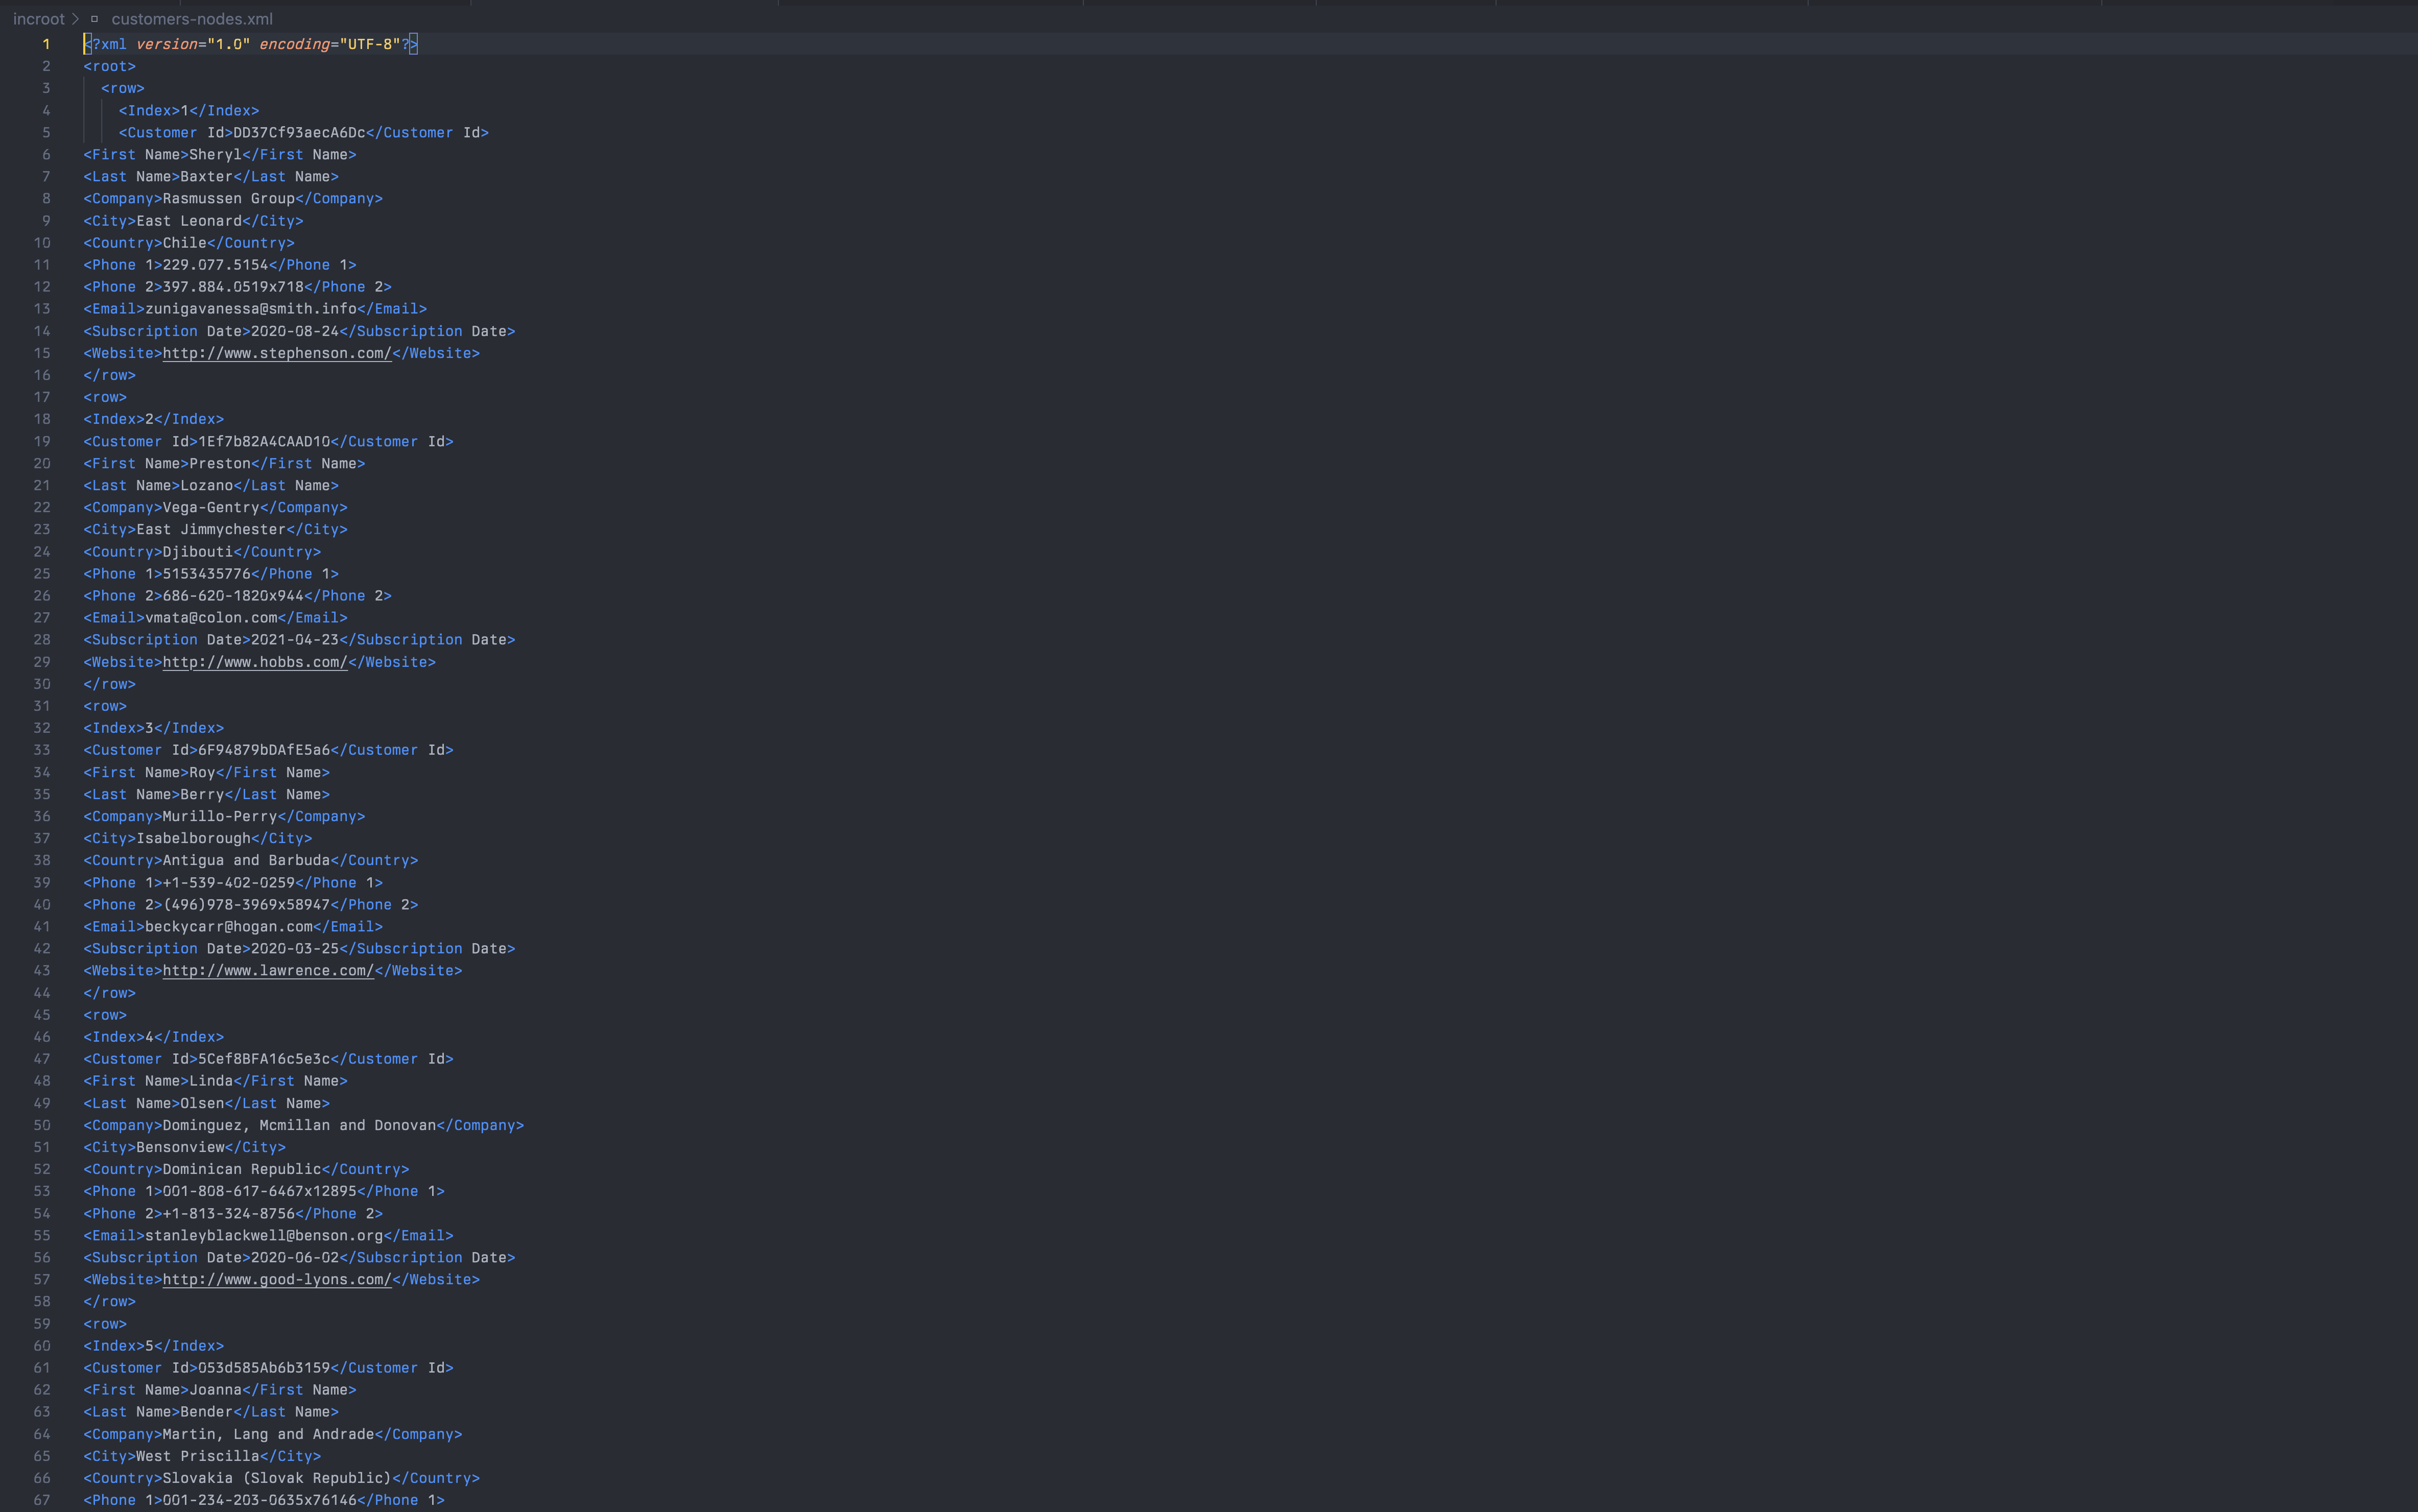 incroot > customers-nodes.xml
1 <?xml version="1.0" encoding="UTF-8"?>
2 <root>
3 <row>
4 <Index>1</Index>
5 <Customer Id>DD37Cf93aecA6Dc</Customer Id>
6 <First Name>Sheryl</First Name>
7 <Last Name>Baxter</Last Name>
8 <Company>Rasmussen Group</Company>
9 <City>East Leonard</City>
10 <Country>Chile</Country>
11 <Phone 1>229.077.5154</Phone 1>
12 <Phone 2>397.884.0519x718</Phone 2>
13 <Email>zunigavanessa@smith.info</Email>
14 <Subscription Date>2020-08-24</Subscription Date>
15 <Website>http://www.stephenson.com/</Website>
16 </row>
17 <row>
18 <Index>2</Index>
19 <Customer Id>1Ef7b82A4CAAD10</Customer Id>
20 <First Name>Preston</First Name>
21 <Last Name>Lozano</Last Name>
22 <Company>Vega-Gentry</Company>
23 <City>East Jimmychester</City>
24 <Country>Djibouti</Country>
25 <Phone 1>5153435776</Phone 1>
26 <Phone 2>686-620-1820x944</Phone 2>
27 <Email>vmata@colon.com</Email>
28 <Subscription Date>2021-04-23</Subscription Date>
29 <Website>http://www.hobbs.com/</Website>
30 </row>
31 <row>
32 <Index>3</Index>
33 <Customer Id>6F94879bDAfE5a6</Customer Id>
34 <First Name>Roy</First Name>
35 <Last Name>Berry</Last Name>
36 <Company>Murillo-Perry</Company>
37 <City>Isabelborough</City>
38 <Country>Antigua and Barbuda</Country>
39 <Phone 1>+1-539-402-0259</Phone 1>
40 <Phone 2>(496)978-3969x58947</Phone 2>
41 <Email>beckycarr@hogan.com</Email>
42 <Subscription Date>2020-03-25</Subscription Date>
43 <Website>http://www.lawrence.com/</Website>
44 </row>
45 <row>
46 <Index>4</Index>
47 <Customer Id>5Cef8BFA16c5e3c</Customer Id>
48 <First Name>Linda</First Name>
49 <Last Name>Olsen</Last Name>
50 <Company>Dominguez, Mcmillan and Donovan</Company>
51 <City>Bensonview</City>
52 <Country>Dominican Republic</Country>
53 <Phone 1>001-808-617-6467x12895</Phone 1>
54 <Phone 2>+1-813-324-8756</Phone 2>
55 <Email>stanleyblackwell@benson.org</Email>
56 <Subscription Date>2020-06-02</Subscription Date>
57 <Website>http://www.good-lyons.com/</Website>
58 </row>
59 <row>
60 <Index>5</Index>
61 <Customer Id>053d585Ab6b3159</Customer Id>
62 <First Name>Joanna</First Name>
63 <Last Name>Bender</Last Name>
64 <Company>Martin, Lang and Andrade</Company>
65 <City>West Priscilla</City>
66 <Country>Slovakia (Slovak Republic)</Country>
67 <Phone 1>001-234-203-0635x76146</Phone 1>